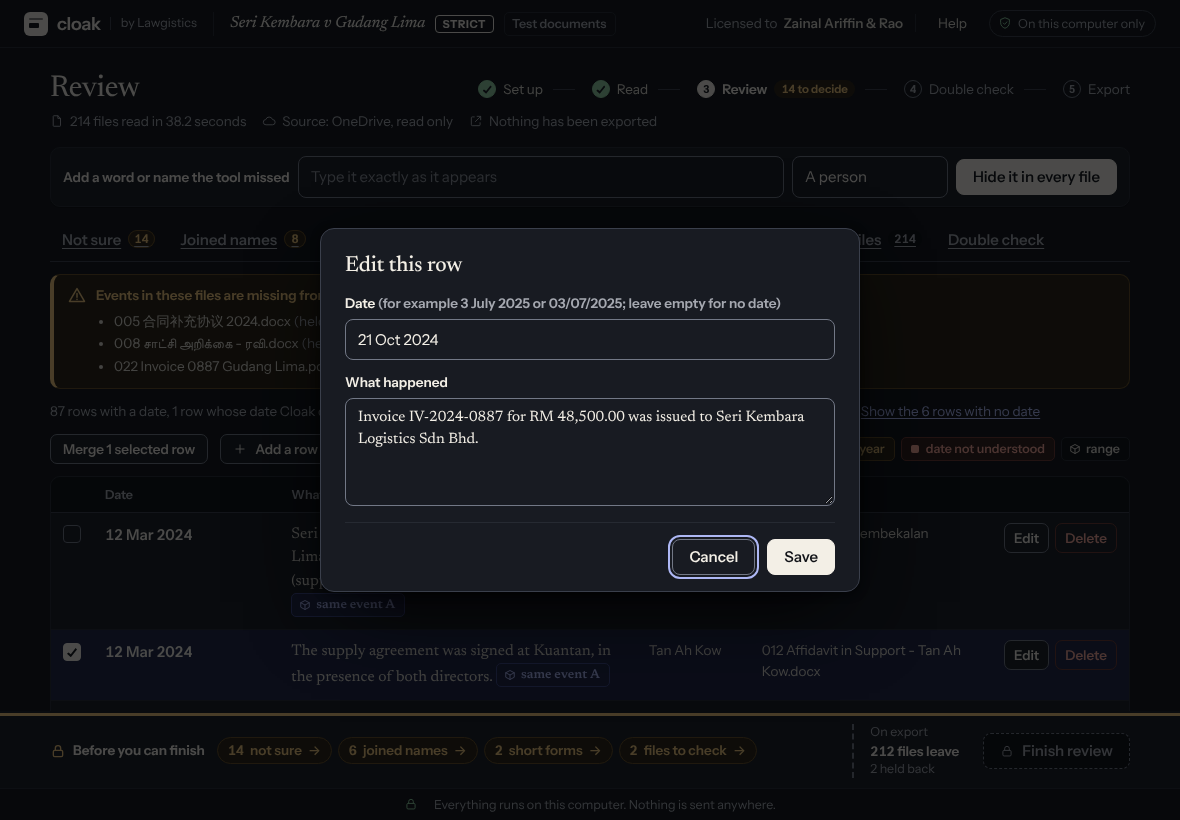 cloak by Lawgistics Seri Kembara v Gudang Lima STRICT Test documents Licensed to Zainal Ariffin & Rao Help On this computer only
Review
Set up Read 3 Review 14 to decide 4 Double check 5 Export
214 files read in 38.2 seconds Source: OneDrive, read only Nothing has been exported
Add a word or name the tool missed Type it exactly as it appears A person Hide it in every file
Not sure 14 Joined names 8 214 Double check
Edit this row
Date (for example 3 July 2025 or 03/07/2025; leave empty for no date)
21 Oct 2024
What happened
Invoice IV-2024-0887 for RM 48,500.00 was issued to Seri Kembara
Logistics Sdn Bhd.
Cancel Save
Events in these files are missing
005 合同补充协议 2024.docx
008 சாட்சி அறிக்கை - ரவி.docx
022 Invoice 0887 Gudang Lima
87 rows with a date, 1 row whose date Cloak Show the 6 rows with no date
Merge 1 selected row + Add a row year date not understood range
Date
12 Mar 2024 Seri Edit Delete
same event A
12 Mar 2024 The supply agreement was signed at Kuantan, in Tan Ah Kow 012 Affidavit in Support - Tan Ah Edit Delete
the presence of both directors. same event A Kow.docx
Before you can finish 14 not sure → 6 joined names → 2 short forms → 2 files to check →
On export
212 files leave
2 held back
Finish review
Everything runs on this computer. Nothing is sent anywhere.